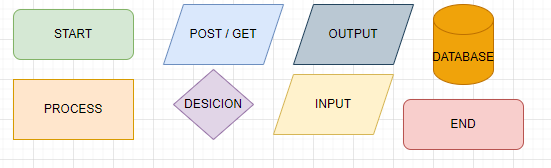 START
POST / GET
OUTPUT
DATABASE
PROCESS
DESICION
INPUT
END